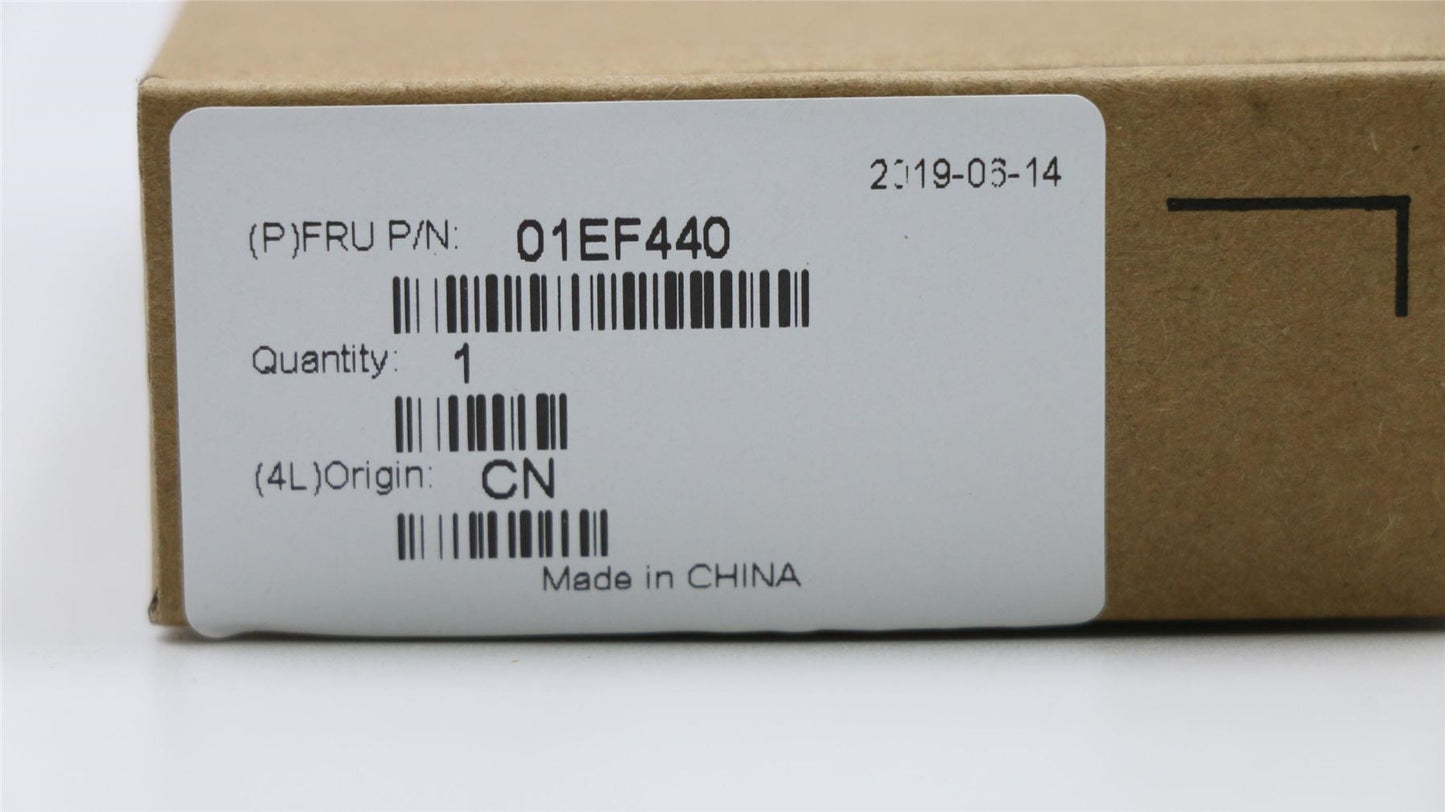 2019-06-14
(P)FRU P/N: 01EF440
Quantity: 1
(4L)Origin: CN
Made in CHINA